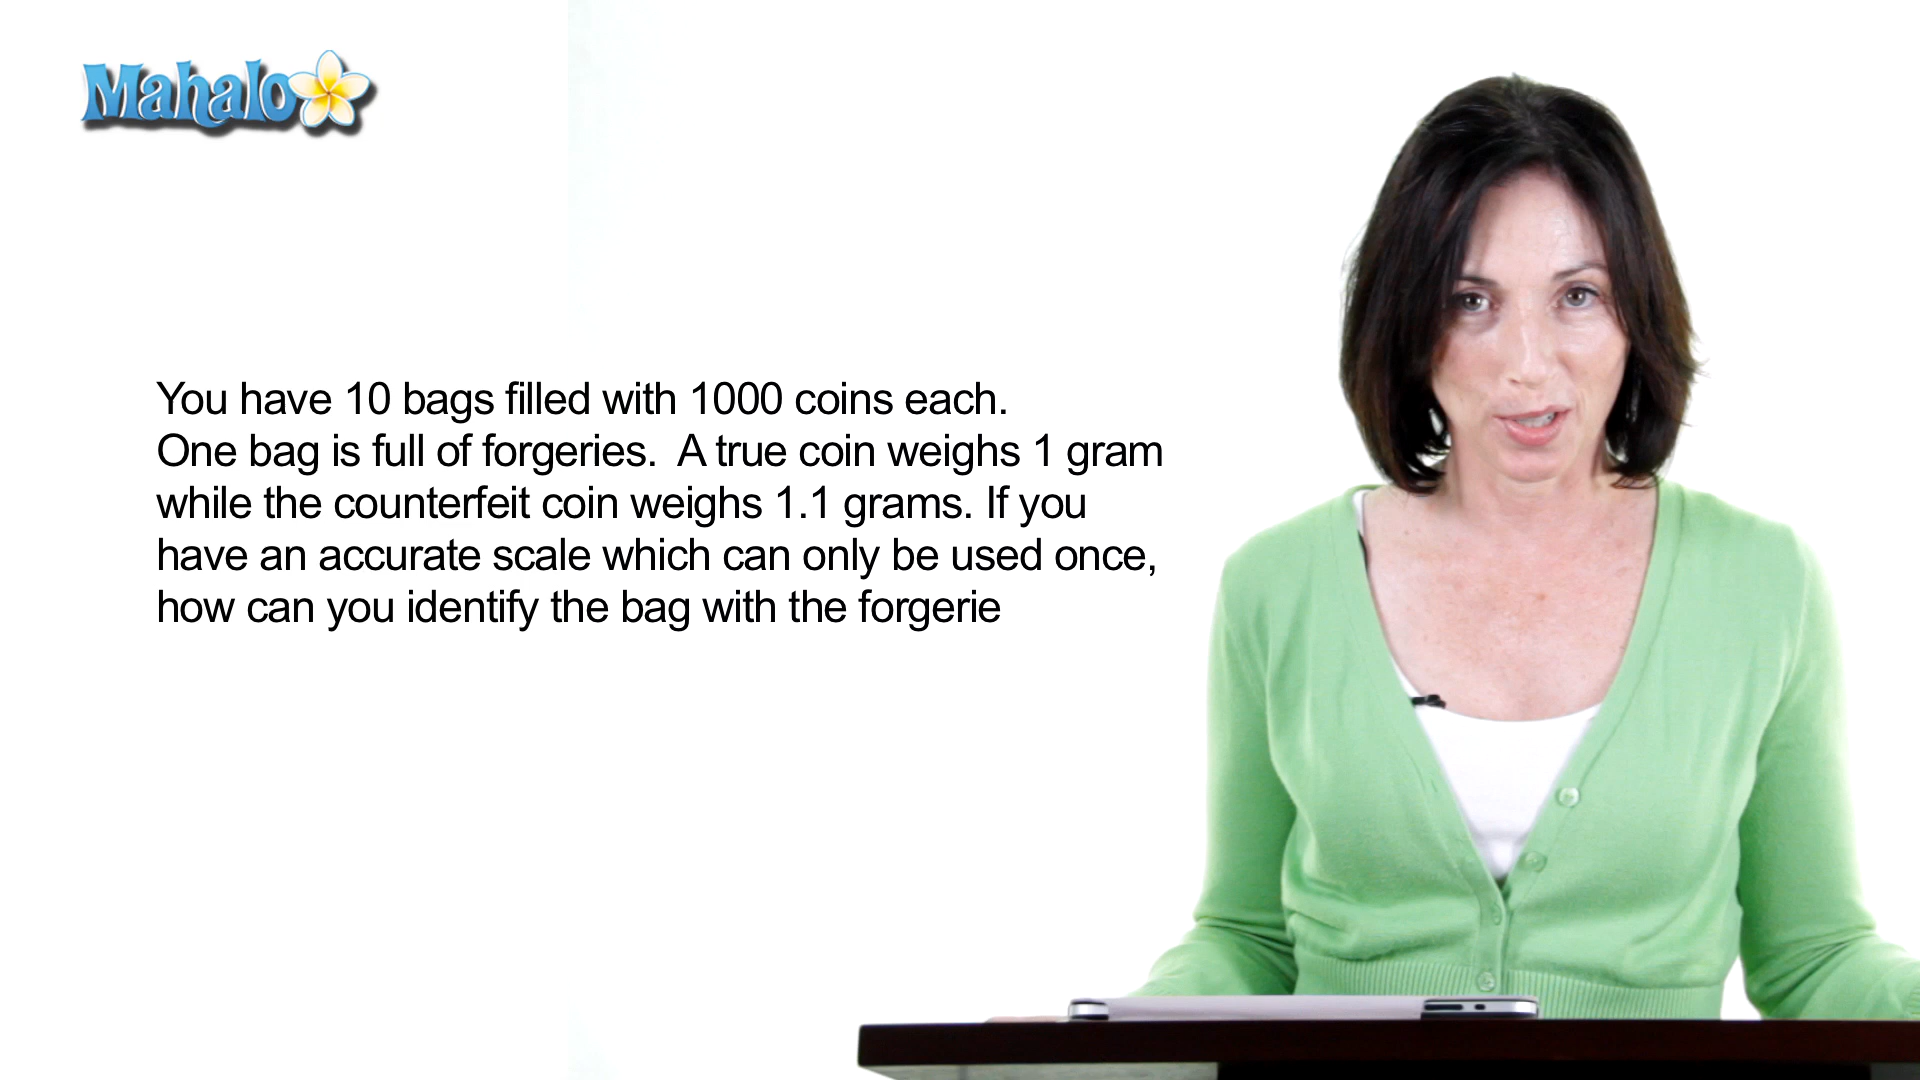 Mahalo
You have 10 bags filled with 1000 coins each.
One bag is full of forgeries.  A true coin weighs 1 gram
while the counterfeit coin weighs 1.1 grams. If you
have an accurate scale which can only be used once,
how can you identify the bag with the forgerie